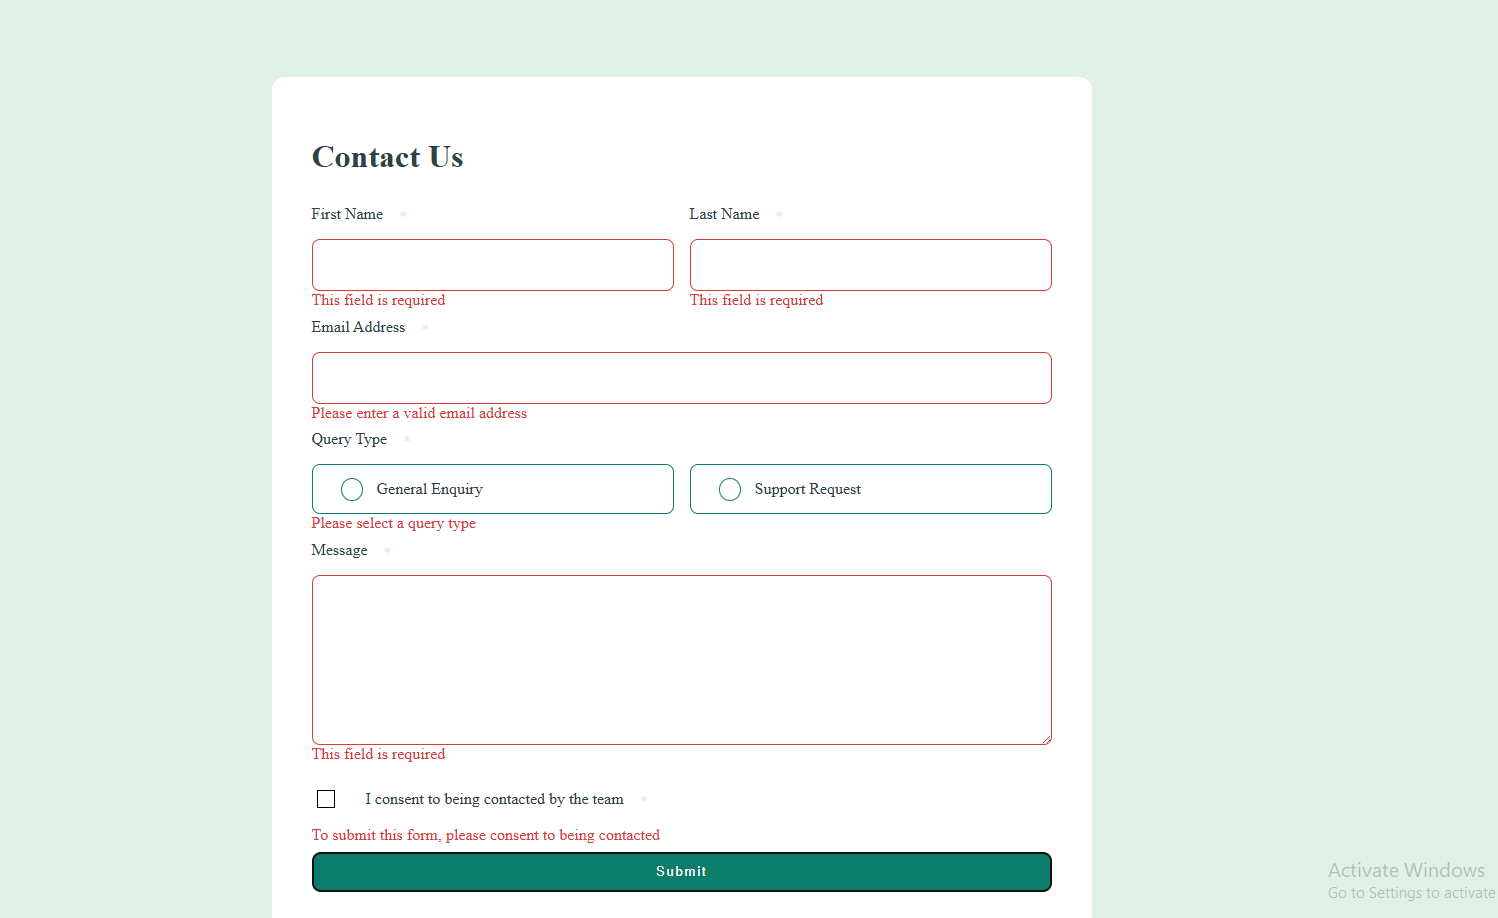 Contact Us
First Name *
Last Name *
This field is required
This field is required
Email Address *
Please enter a valid email address
Query Type *
General Enquiry
Support Request
Please select a query type
Message *
This field is required
I consent to being contacted by the team *
To submit this form, please consent to being contacted
Submit
Activate Windows
Go to Settings to activate